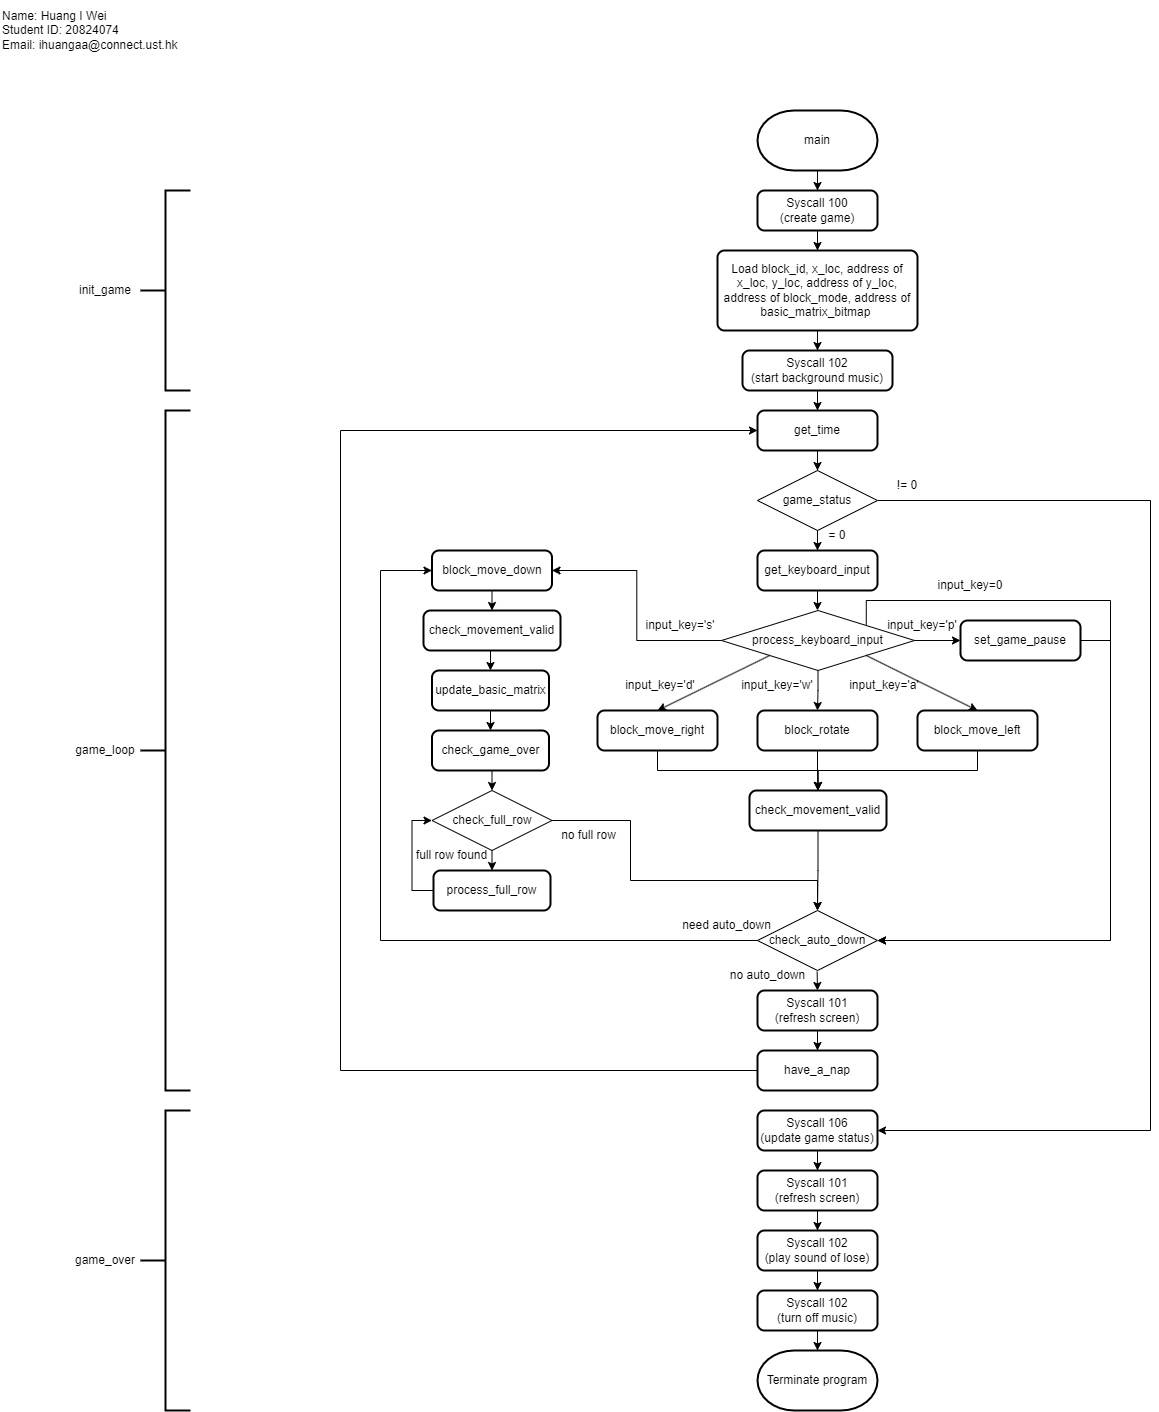 Name: Huang I Wei
Student ID: 20824074
Email: ihuangaa@connect.ust.hk
main
Syscall 100
(create game)
init_game
Load block_id, x_loc, address of
x_loc, y_loc, address of y_loc,
address of block_mode, address of
basic_matrix_bitmap
Syscall 102
(start background music)
get_time
game_status
!= 0
= 0
get_keyboard_input
block_move_down
input_key=0
input_key='s'
process_keyboard_input
input_key='p'
set_game_pause
check_movement_valid
input_key='d'
input_key='w'
input_key='a'
update_basic_matrix
block_move_right
block_rotate
block_move_left
game_loop
check_game_over
check_movement_valid
check_full_row
no full row
full row found
process_full_row
need auto_down
check_auto_down
no auto_down
Syscall 101
(refresh screen)
have_a_nap
Syscall 106
(update game status)
Syscall 101
(refresh screen)
game_over
Syscall 102
(play sound of lose)
Syscall 102
(turn off music)
Terminate program